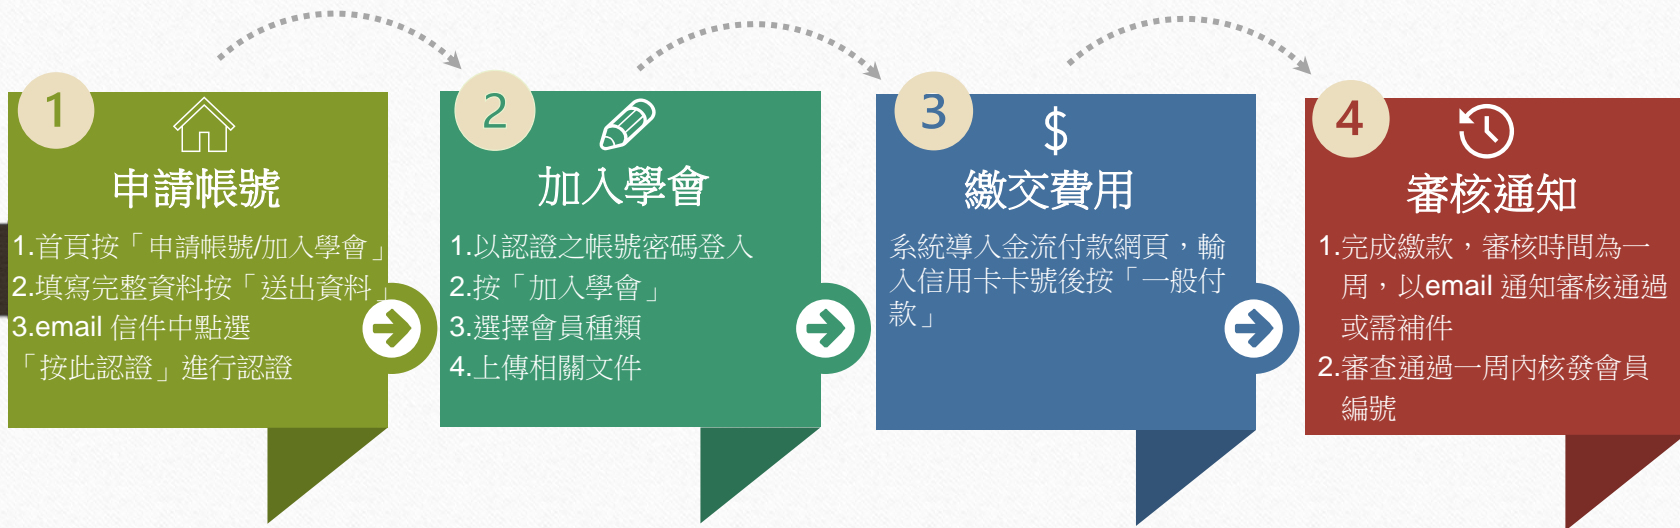 1
申請帳號
1.首頁按「申請帳號/加入學會」
2.填寫完整資料按「送出資料」
3.email 信件中點選
「按此認證」進行認證
2
加入學會
1.以認證之帳號密碼登入
2.按「加入學會」
3.選擇會員種類
4.上傳相關文件
3
$
繳交費用
系統導入金流付款網頁，輸
入信用卡卡號後按「一般付
款」
4
審核通知
1.完成繳款，審核時間為一
周，以email 通知審核通過
或需補件
2.審查通過一周內核發會員
編號